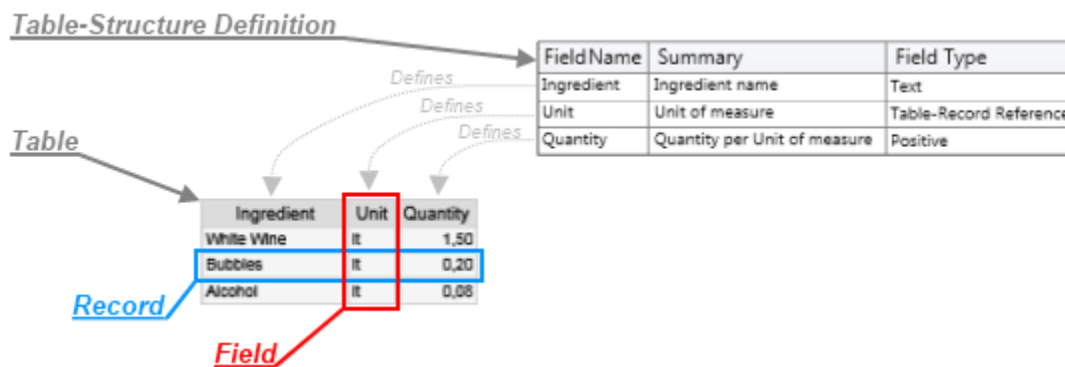 Table-Structure Definition
Field Name Summary Field Type
Defines Ingredient Ingredient name Text
Defines Unit Unit of measure Table-Record Reference
Defines Quantity Quantity per Unit of measure Positive
Table
Ingredient Unit Quantity
White Wine lt 1,50
Bubbles lt 0,20
Alcohol lt 0,08
Record
Field